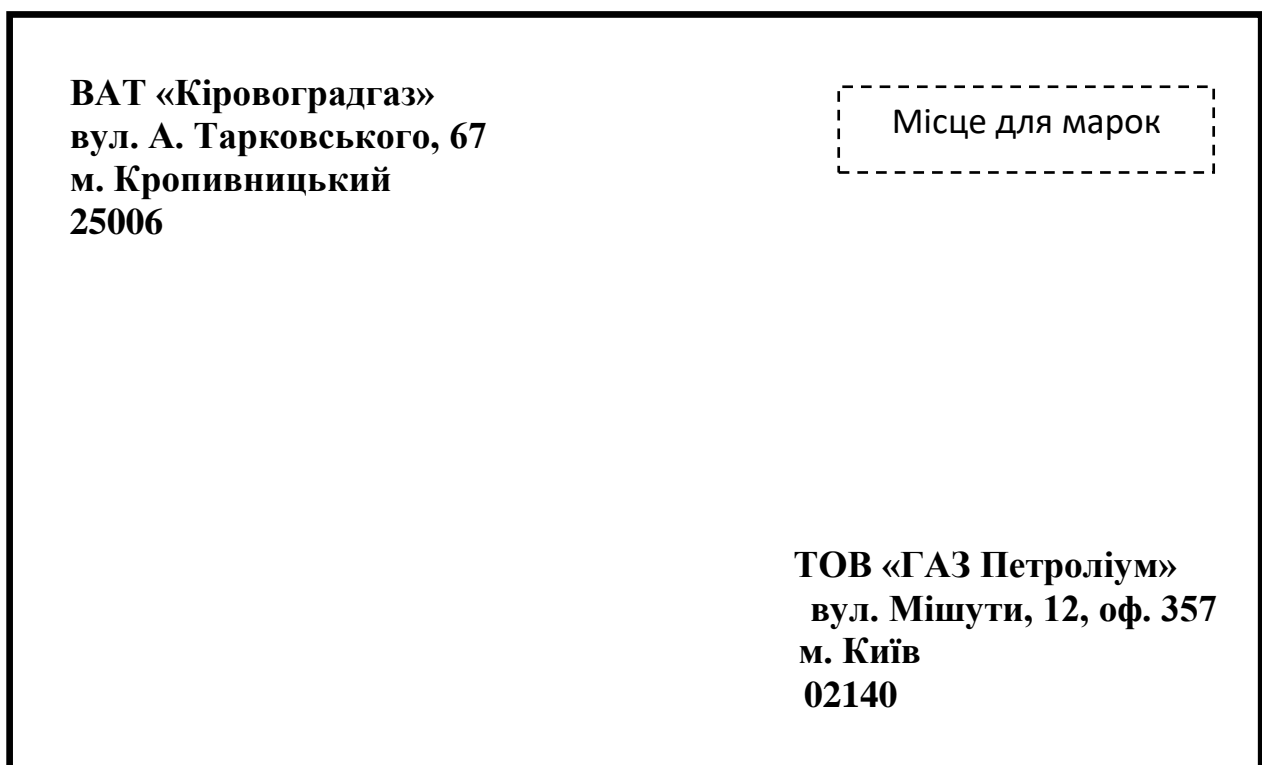 ВАТ «Кіровоградгаз»
вул. А. Тарковського, 67
м. Кропивницький
25006
Місце для марок
ТОВ «ГАЗ Петроліум»
вул. Мішути, 12, оф. 357
м. Київ
02140